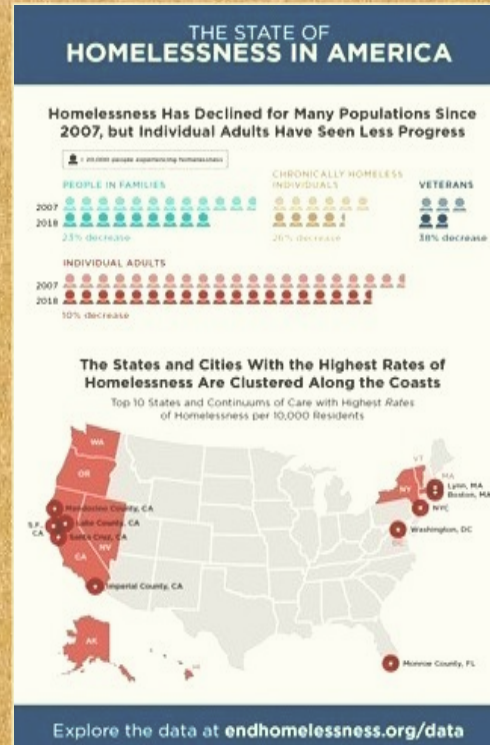 THE STATE OF
HOMELESSNESS IN AMERICA
Homelessness Has Declined for Many Populations Since
2007, but Individual Adults Have Seen Less Progress
= 20,000 people experiencing homelessness
PEOPLE IN FAMILIES
2007
2018
23% decrease
CHRONICALLY HOMELESS
INDIVIDUALS
26% decrease
VETERANS
38% decrease
INDIVIDUAL ADULTS
2007
2018
10% decrease
The States and Cities With the Highest Rates of
Homelessness Are Clustered Along the Coasts
Top 10 States and Continuums of Care with Highest Rates
of Homelessness per 10,000 Residents
WA
OR
Mendocino County, CA
S.F.,
CA
Lake County, CA
Santa Cruz, CA
NV
CA
Imperial County, CA
AK
HI
VT
MA
NY
Lynn, MA
Boston, MA
NYC
Washington, DC
DC
Monroe County, FL
Explore the data at endhomelessness.org/data